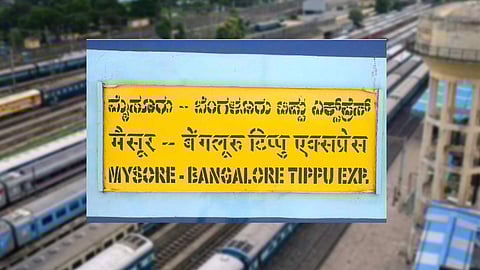 ಮೈಸೂರು -- ಬೆಂಗಳೂರು ಟಿಪ್ಪು ಎಕ್ಸ್‌ಪ್ರೆಸ್
मैसूर -- बेंगलूरु टिप्पु एक्सप्रेस
MYSORE - BANGALORE TIPPU EXP.